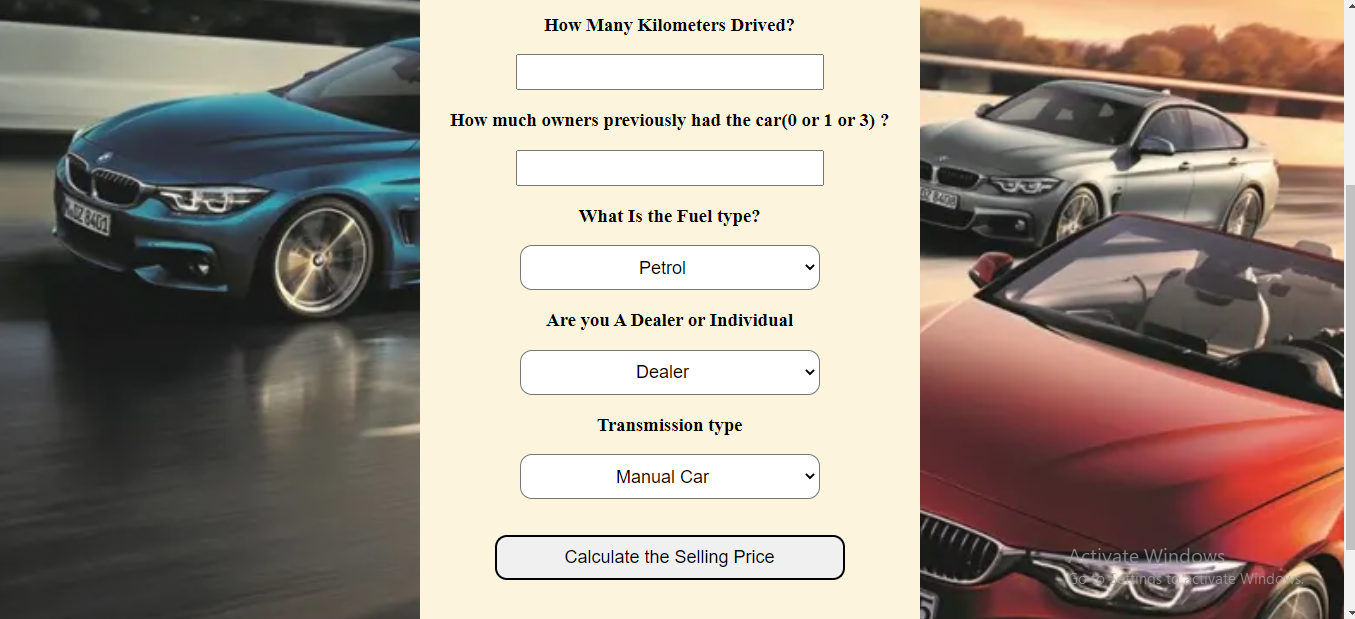 How Many Kilometers Drived?
How much owners previously had the car(0 or 1 or 3) ?
What Is the Fuel type?
Petrol
Are you A Dealer or Individual
Dealer
Transmission type
Manual Car
Calculate the Selling Price
Activate Windows
Go to Settings to activate Windows.